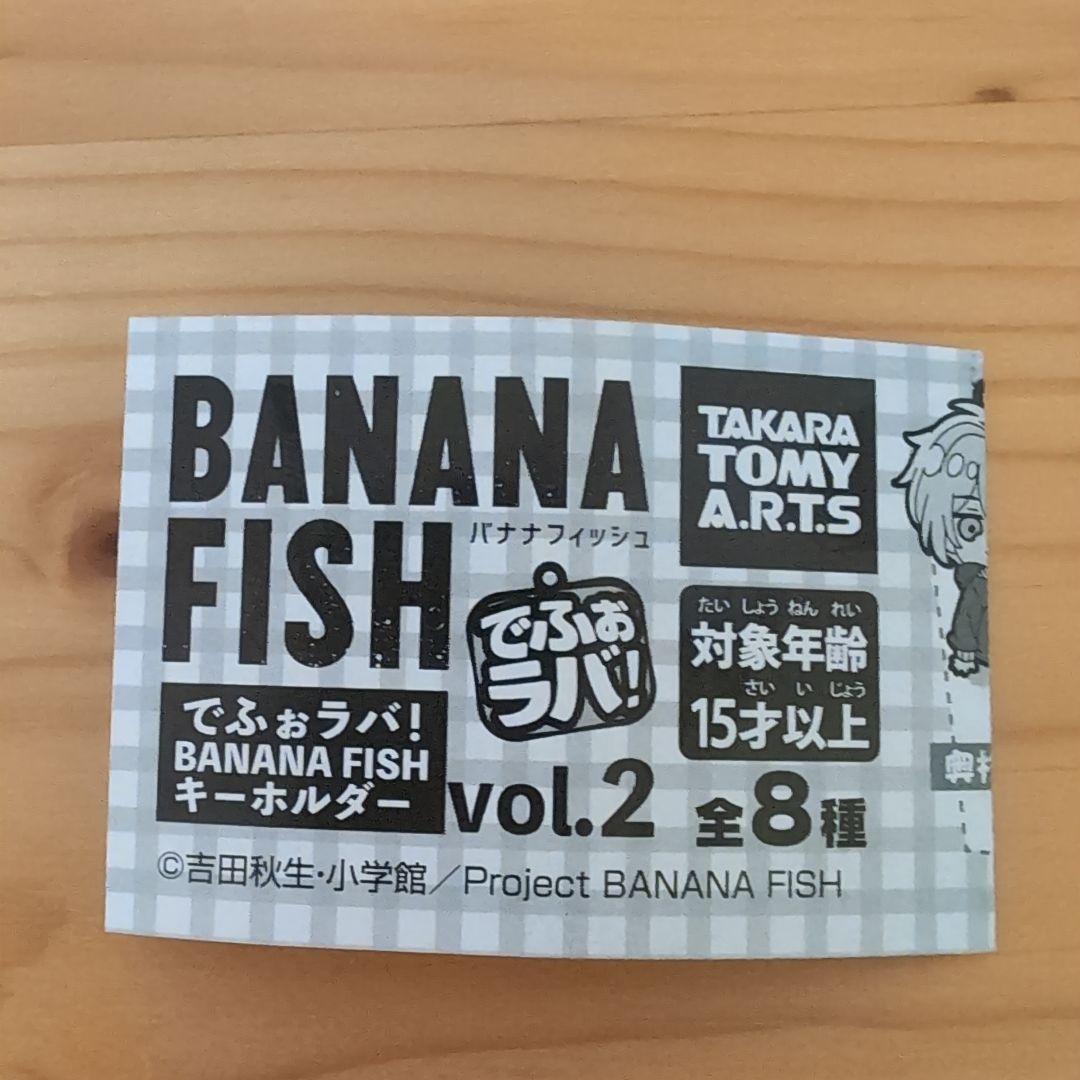 BANANA
FISH
バナナフィッシュ
でふぉ
ラバ!
でふぉラバ!
BANANA FISH
キーホルダー
vol.2
TAKARA
TOMY
A.R.T.S
たい しょう ねん れい
対象年齢
さい い じょう
15才以上
全8種
©吉田秋生・小学館／Project BANANA FISH
奥